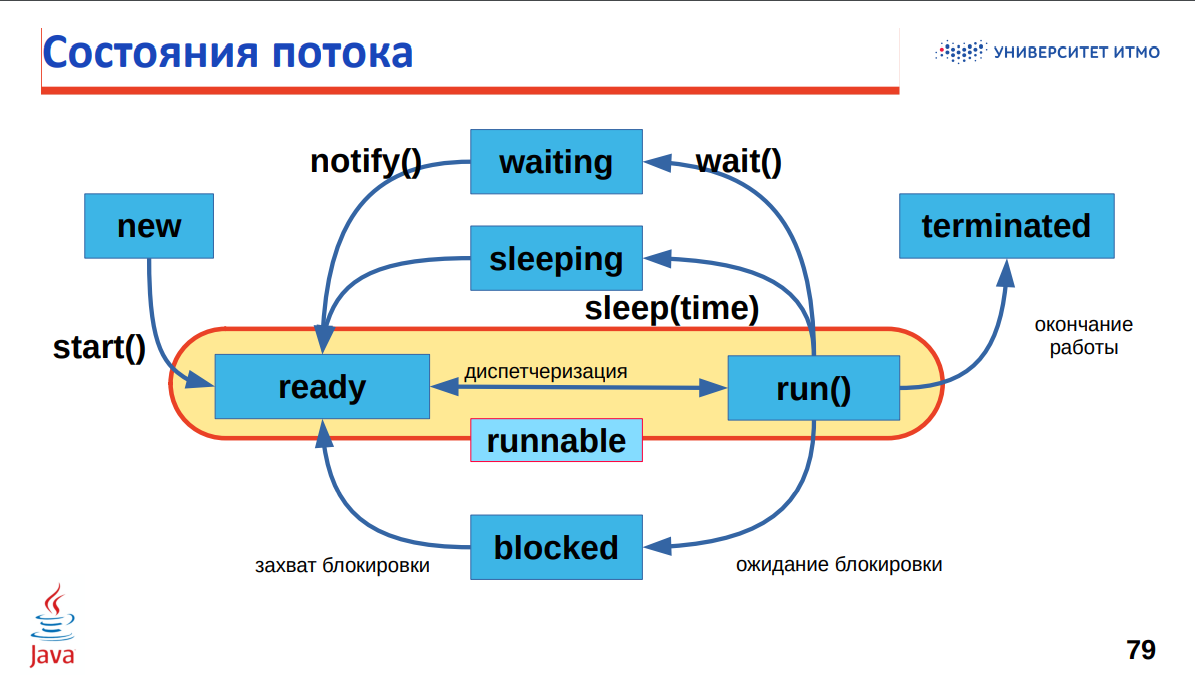 Состояния потока
УНИВЕРСИТЕТ ИТМО
notify()
waiting
wait()
new
terminated
sleeping
sleep(time)
окончание
работы
start()
диспетчеризация
ready
run()
runnable
blocked
захват блокировки
ожидание блокировки
Java
79